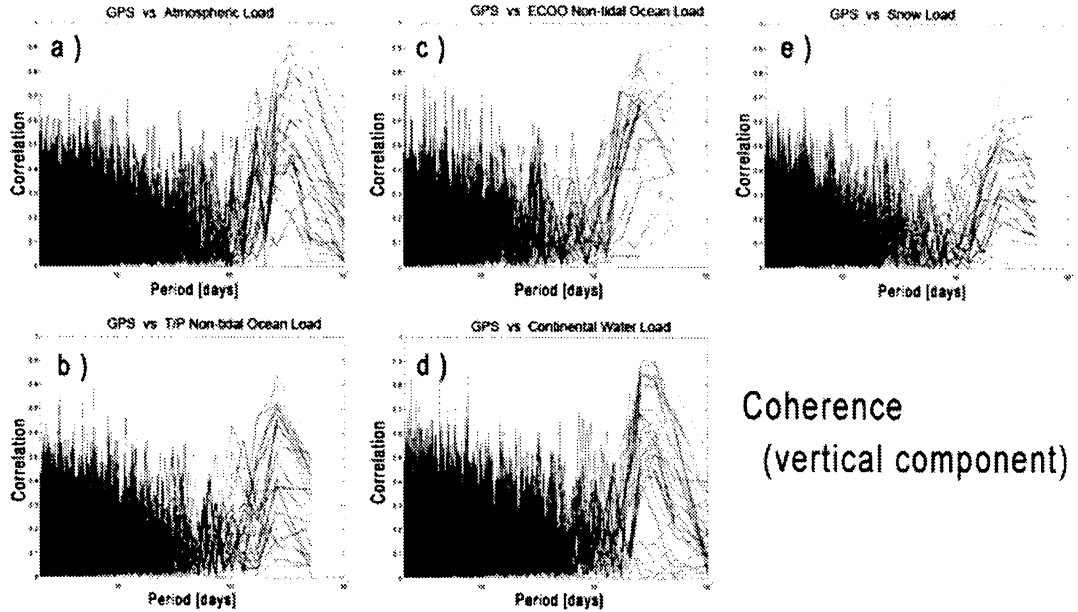 GPS vs Atmospheric Load
a )
Correlation
Period [days]
GPS vs ECOO Non-tidal Ocean Load
c )
Correlation
Period [days]
GPS vs Snow Load
e )
Correlation
Period [days]
GPS vs T/P Non-tidal Ocean Load
b )
Correlation
Period [days]
GPS vs Continental Water Load
d )
Correlation
Period [days]
Coherence
(vertical component)